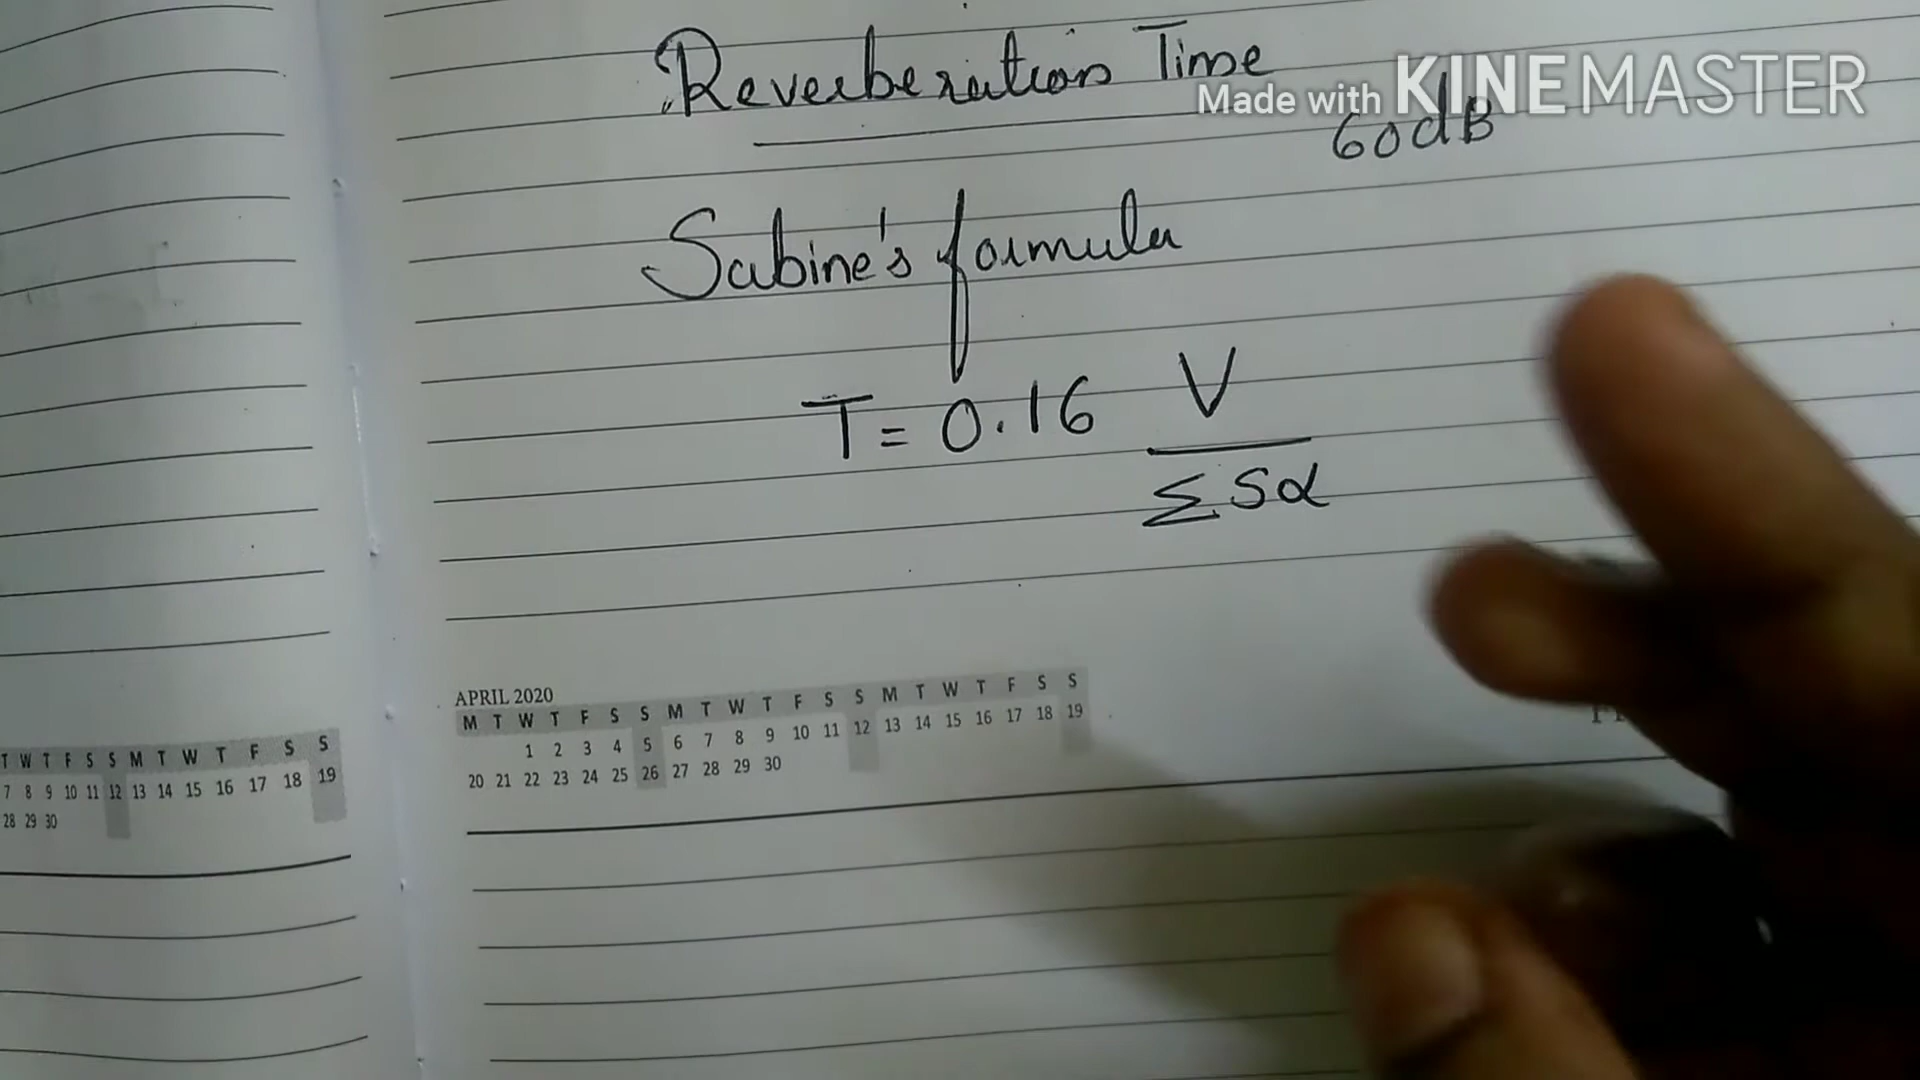 Reverberation Time
Made with KINEMASTER
60dB
Sabine's formula
T = 0.16 V
Σ Sα
APRIL 2020
M T W T F S S M T W T F S S M T W T F S S
1 2 3 4 5 6 7 8 9 10 11 12 13 14 15 16 17 18 19
20 21 22 23 24 25 26 27 28 29 30
T W T F S S M T W T F S S
7 8 9 10 11 12 13 14 15 16 17 18 19
28 29 30